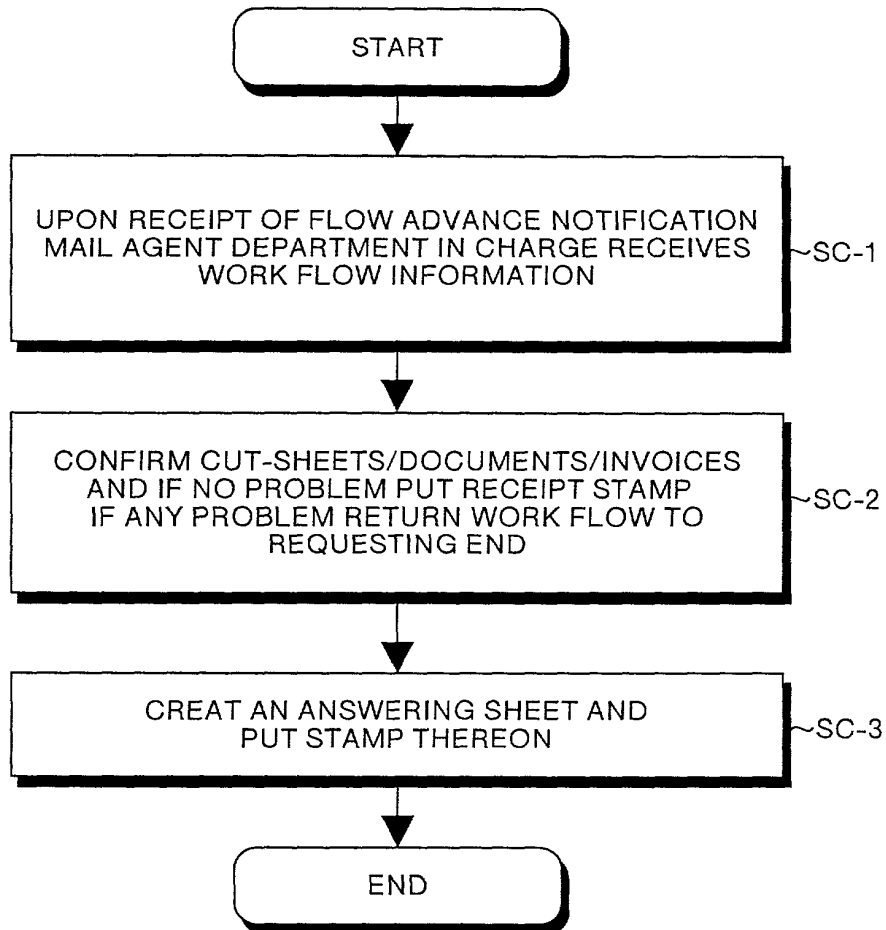 START
UPON RECEIPT OF FLOW ADVANCE NOTIFICATION
MAIL AGENT DEPARTMENT IN CHARGE RECEIVES
WORK FLOW INFORMATION
SC-1
CONFIRM CUT-SHEETS/DOCUMENTS/INVOICES
AND IF NO PROBLEM PUT RECEIPT STAMP
IF ANY PROBLEM RETURN WORK FLOW TO
REQUESTING END
SC-2
CREAT AN ANSWERING SHEET AND
PUT STAMP THEREON
SC-3
END